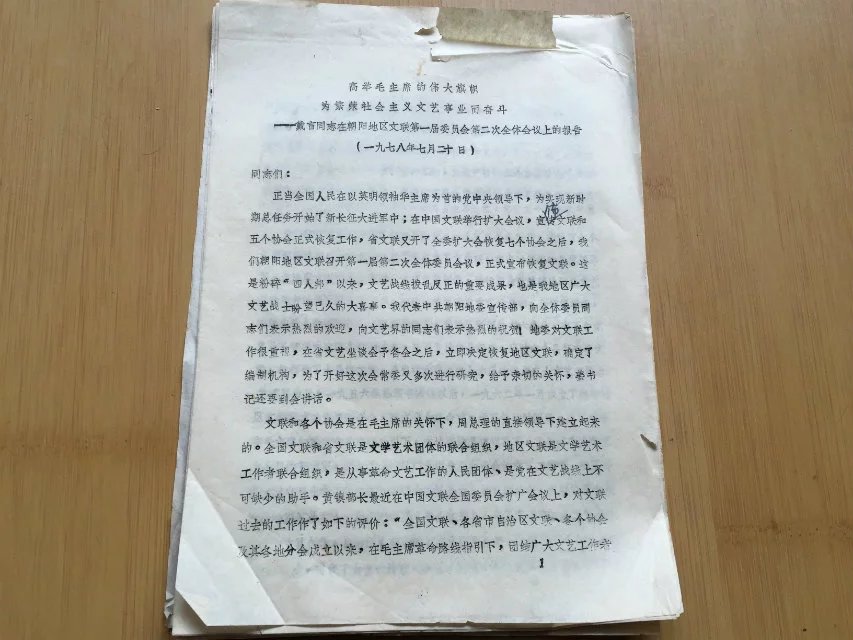 高举毛主席的伟大旗帜
为繁荣社会主义文艺事业而奋斗
——戴言同志在朝阳地区文联第一届委员会第二次全体会议上的报告
（一九七八年七月二十日）
同志们：
正当全国人民在以英明领袖华主席为首的党中央领导下，为实现新时
期总任务开始了新长征大进军中；在中国文联举行扩大会议，宣布文联和
五个协会正式恢复工作，省文联又开了全委扩大会恢复七个协会之后，我
们朝阳地区文联召开第一届第二次全体委员会议，正式宣布恢复文联。这
是粉碎“四人邦”以来，文艺战线拨乱反正的重要成果，也是我地区广大
文艺战士盼望已久的大喜事。我代表中共朝阳地委宣传部，向全体委员同
志们表示热烈的欢迎，向文艺界的同志们表示热烈的祝贺！地委对文联工
作很重视，在省文艺坐谈会予备会之后，立即决定恢复地区文联，确定了
编制机构，为了开好这次会常委又多次进行研究，给予亲切的关怀，委书
记还要到会讲话。
文联和各个协会是在毛主席的关怀下，周总理的直接领导下建立起来
的。全国文联和省文联是文学艺术团体的联合组织，地区文联是文学艺术
工作者联合组织，是从事革命文艺工作的人民团体、是党在文艺战线上不
可缺少的助手。黄镇部长最近在中国文联全国委员会扩广会议上，对文联
过去的工作作了如下的评价：“全国文联、各省市自治区文联、各个协会
及其各地分会成立以来，在毛主席革命路线指引下，团结广大文艺工作者
1